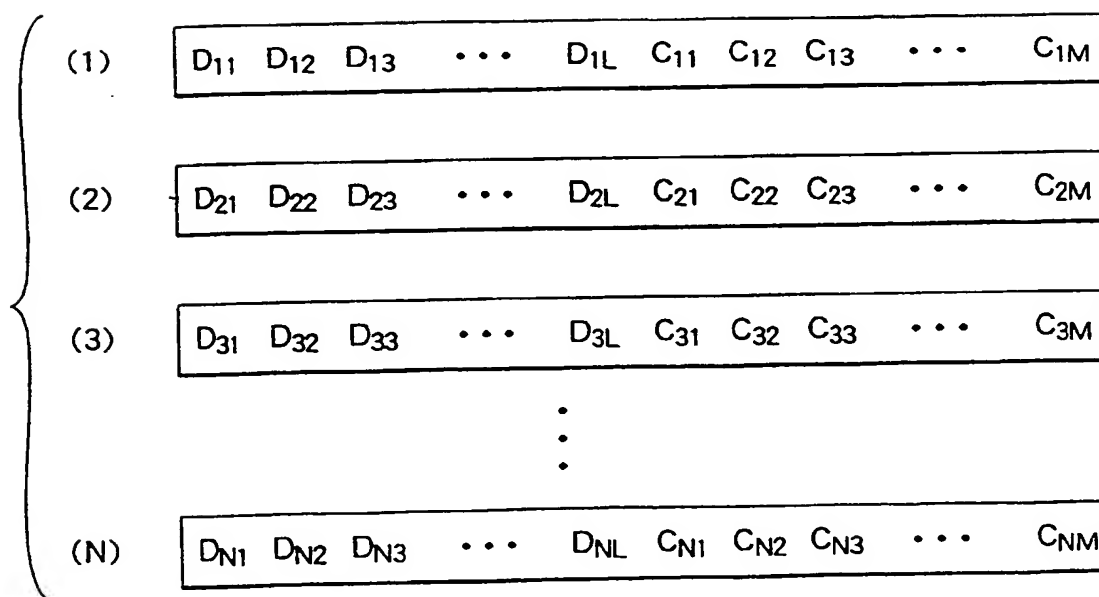 (1) D₁₁ D₁₂ D₁₃ ••• D₁L C₁₁ C₁₂ C₁₃ ••• C₁M
(2) D₂₁ D₂₂ D₂₃ ••• D₂L C₂₁ C₂₂ C₂₃ ••• C₂M
(3) D₃₁ D₃₂ D₃₃ ••• D₃L C₃₁ C₃₂ C₃₃ ••• C₃M
(N) DN1 DN2 DN3 ••• DNL CN1 CN2 CN3 ••• CNM